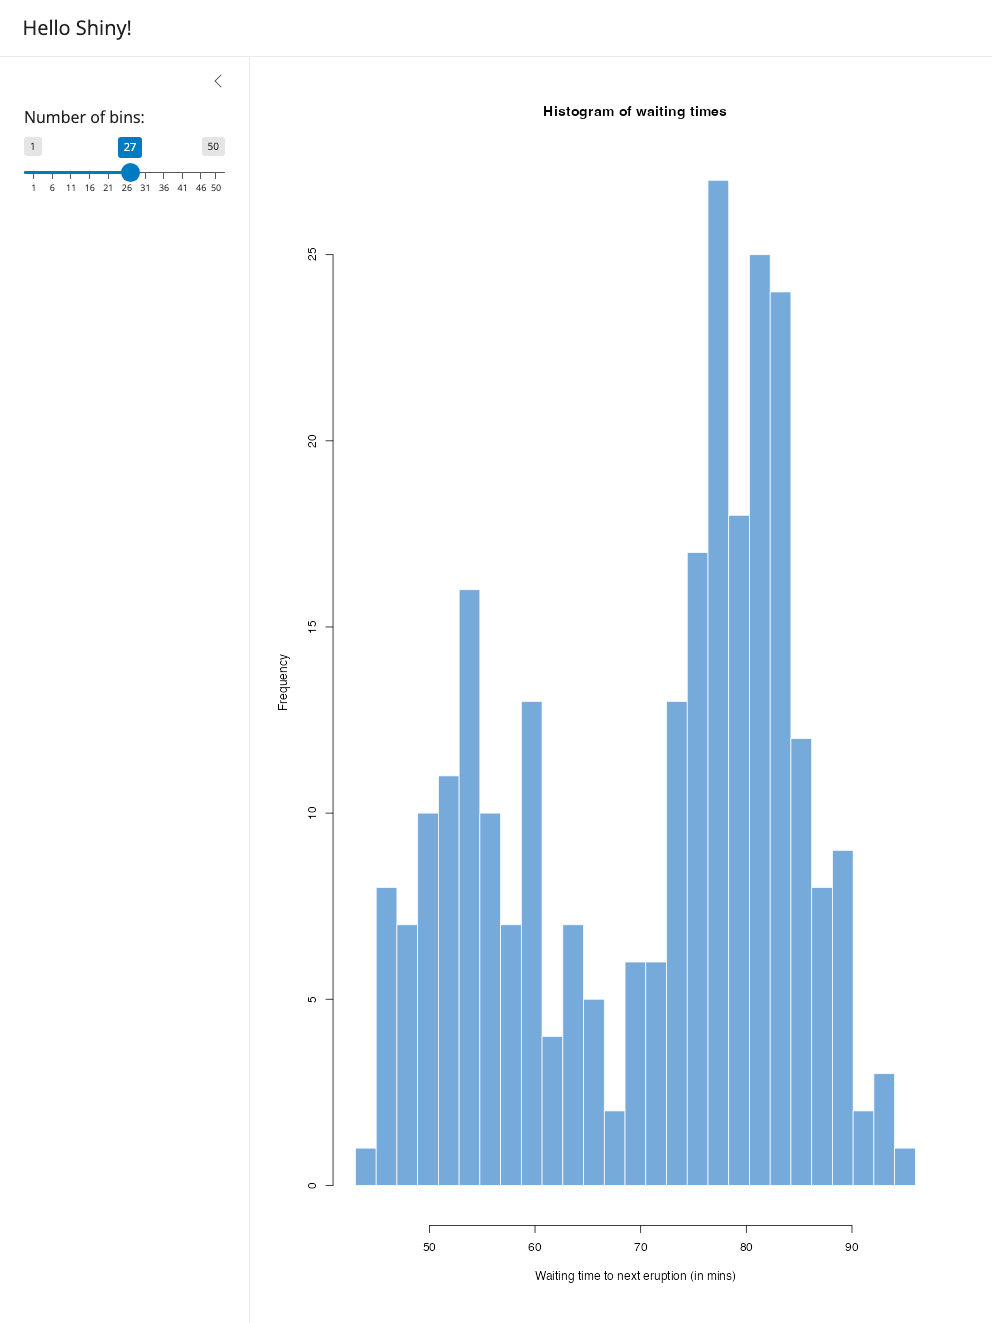 Hello Shiny!
Number of bins:
1 27 50
1 6 11 16 21 26 31 36 41 46 50
Histogram of waiting times
25
20
15
10
5
0
Frequency
50 60 70 80 90
Waiting time to next eruption (in mins)